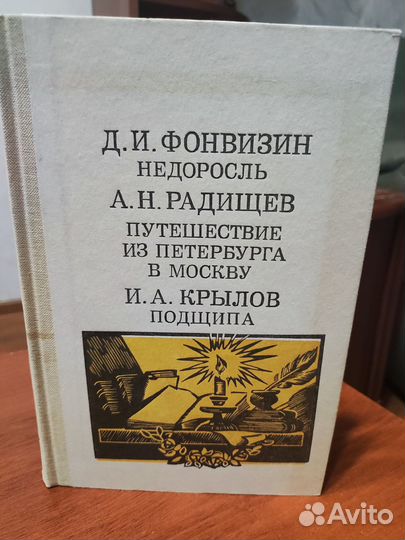 Д. И. ФОНВИЗИН
НЕДОРОСЛЬ
А. Н. РАДИЩЕВ
ПУТЕШЕСТВИЕ
ИЗ ПЕТЕРБУРГА
В МОСКВУ
И. А. КРЫЛОВ
ПОДЩИПА
Avito